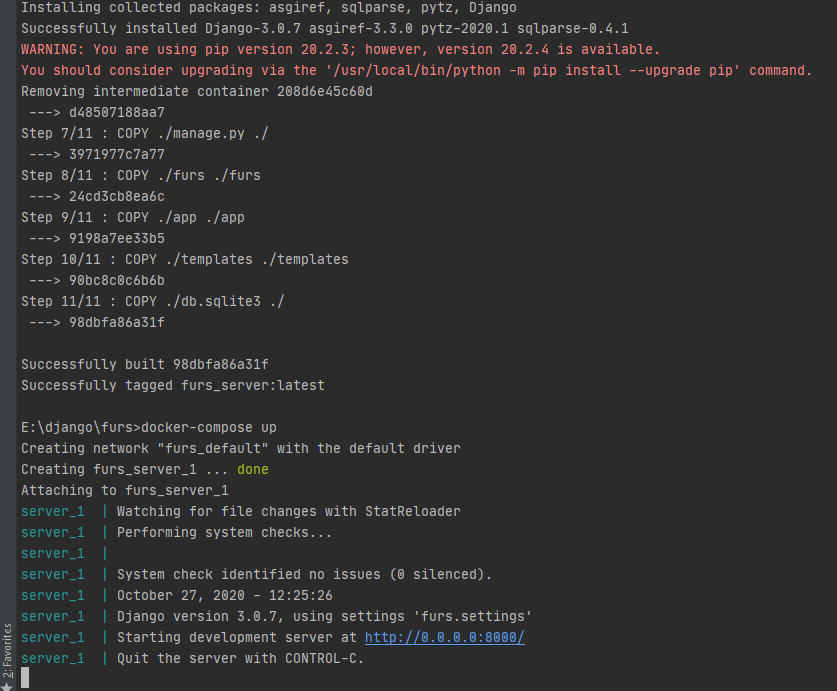 Installing collected packages: asgiref, sqlparse, pytz, Django
Successfully installed Django-3.0.7 asgiref-3.3.0 pytz-2020.1 sqlparse-0.4.1
WARNING: You are using pip version 20.2.3; however, version 20.2.4 is available.
You should consider upgrading via the '/usr/local/bin/python -m pip install --upgrade pip' command.
Removing intermediate container 208d6e45c60d
 ---> d48507188aa7
Step 7/11 : COPY ./manage.py ./
 ---> 3971977c7a77
Step 8/11 : COPY ./furs ./furs
 ---> 24cd3cb8ea6c
Step 9/11 : COPY ./app ./app
 ---> 9198a7ee33b5
Step 10/11 : COPY ./templates ./templates
 ---> 90bc8c0c6b6b
Step 11/11 : COPY ./db.sqlite3 ./
 ---> 98dbfa86a31f
Successfully built 98dbfa86a31f
Successfully tagged furs_server:latest
E:\django\furs>docker-compose up
Creating network "furs_default" with the default driver
Creating furs_server_1 ... done
Attaching to furs_server_1
server_1  | Watching for file changes with StatReloader
server_1  | Performing system checks...
server_1  |
server_1  | System check identified no issues (0 silenced).
server_1  | October 27, 2020 - 12:25:26
server_1  | Django version 3.0.7, using settings 'furs.settings'
server_1  | Starting development server at http://0.0.0.0:8000/
server_1  | Quit the server with CONTROL-C.
2: Favorites